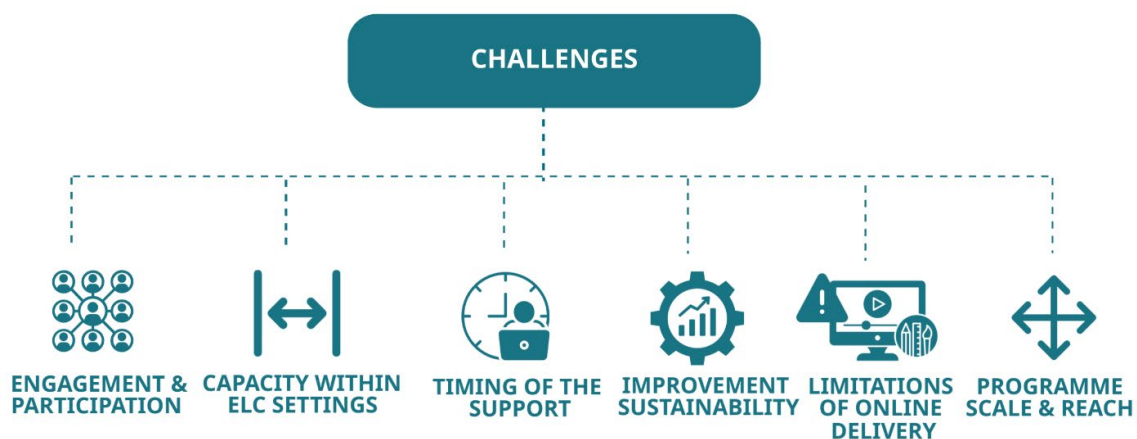 CHALLENGES
ENGAGEMENT &
PARTICIPATION
CAPACITY WITHIN
ELC SETTINGS
TIMING OF THE
SUPPORT
IMPROVEMENT
SUSTAINABILITY
LIMITATIONS
OF ONLINE
DELIVERY
PROGRAMME
SCALE & REACH